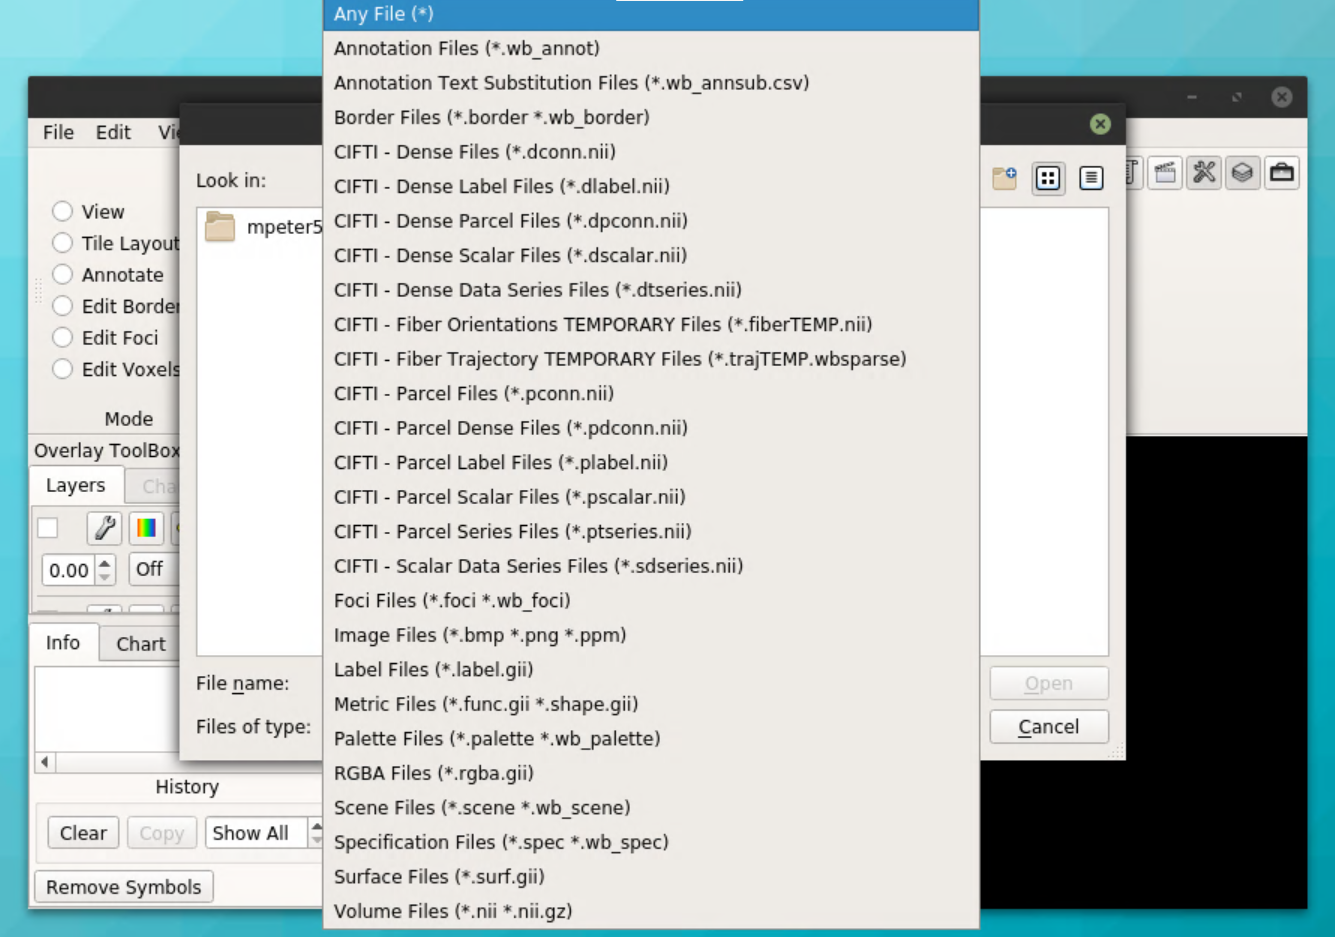 Any File (*)
Annotation Files (*.wb_annot)
Annotation Text Substitution Files (*.wb_annsub.csv)
Border Files (*.border *.wb_border)
CIFTI - Dense Files (*.dconn.nii)
CIFTI - Dense Label Files (*.dlabel.nii)
CIFTI - Dense Parcel Files (*.dpconn.nii)
CIFTI - Dense Scalar Files (*.dscalar.nii)
CIFTI - Dense Data Series Files (*.dtseries.nii)
CIFTI - Fiber Orientations TEMPORARY Files (*.fiberTEMP.nii)
CIFTI - Fiber Trajectory TEMPORARY Files (*.trajTEMP.wbsparse)
CIFTI - Parcel Files (*.pconn.nii)
CIFTI - Parcel Dense Files (*.pdconn.nii)
CIFTI - Parcel Label Files (*.plabel.nii)
CIFTI - Parcel Scalar Files (*.pscalar.nii)
CIFTI - Parcel Series Files (*.ptseries.nii)
CIFTI - Scalar Data Series Files (*.sdseries.nii)
Foci Files (*.foci *.wb_foci)
Image Files (*.bmp *.png *.ppm)
Label Files (*.label.gii)
Metric Files (*.func.gii *.shape.gii)
Palette Files (*.palette *.wb_palette)
RGBA Files (*.rgba.gii)
Scene Files (*.scene *.wb_scene)
Specification Files (*.spec *.wb_spec)
Surface Files (*.surf.gii)
Volume Files (*.nii *.nii.gz)
File Edit Vie
Look in:
mpeter5
File name:
Files of type:
Open
Cancel
View
Tile Layout
Annotate
Edit Border
Edit Foci
Edit Voxels
Mode
Overlay ToolBox
Layers Cha
0.00 Off
Info Chart
History
Clear Copy Show All
Remove Symbols